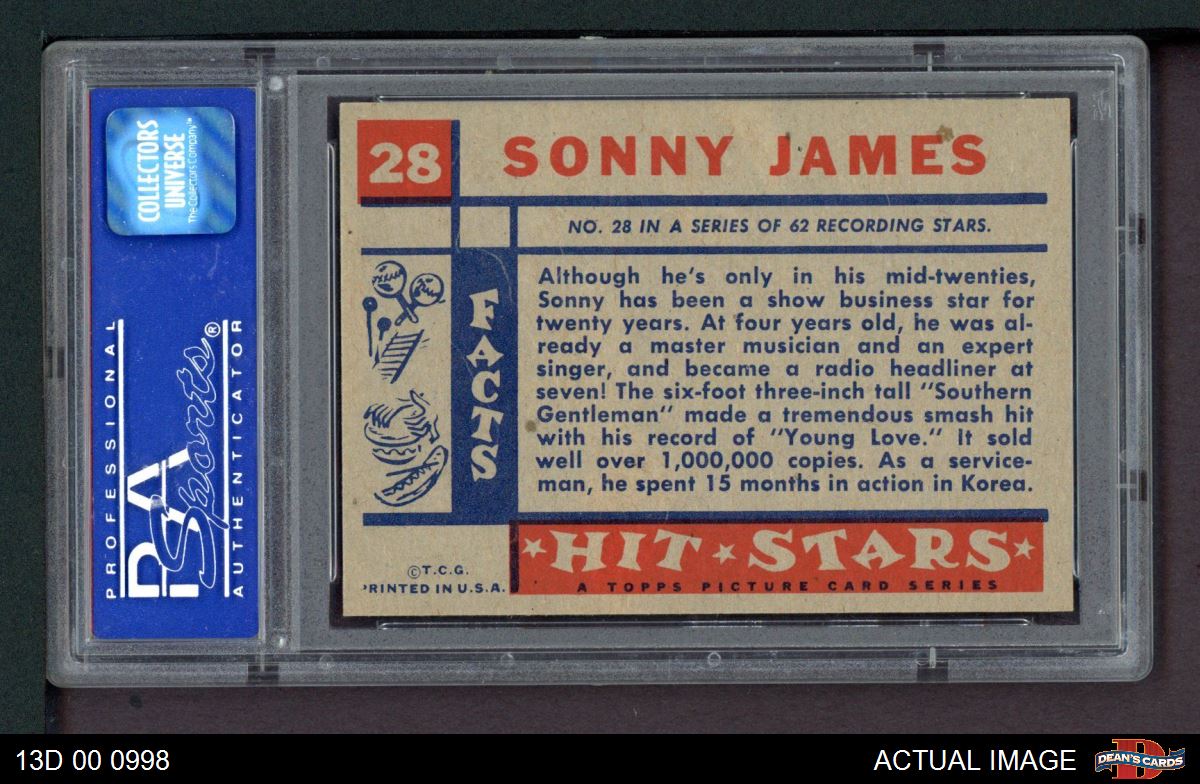 COLLECTORS
UNIVERSE
The Collectors Company™
PROFESSIONAL
PSA
Sports®
AUTHENTICATOR
28
SONNY JAMES
NO. 28 IN A SERIES OF 62 RECORDING STARS.
FACTS
Although he's only in his mid-twenties,
Sonny has been a show business star for
twenty years. At four years old, he was al-
ready a master musician and an expert
singer, and became a radio headliner at
seven! The six-foot three-inch tall "Southern
Gentleman" made a tremendous smash hit
with his record of "Young Love." It sold
well over 1,000,000 copies. As a service-
man, he spent 15 months in action in Korea.
★HIT★STARS★
A TOPPS PICTURE CARD SERIES
©T.C.G.
PRINTED IN U.S.A.
13D 00 0998
ACTUAL IMAGE
D
DEAN'S CARDS